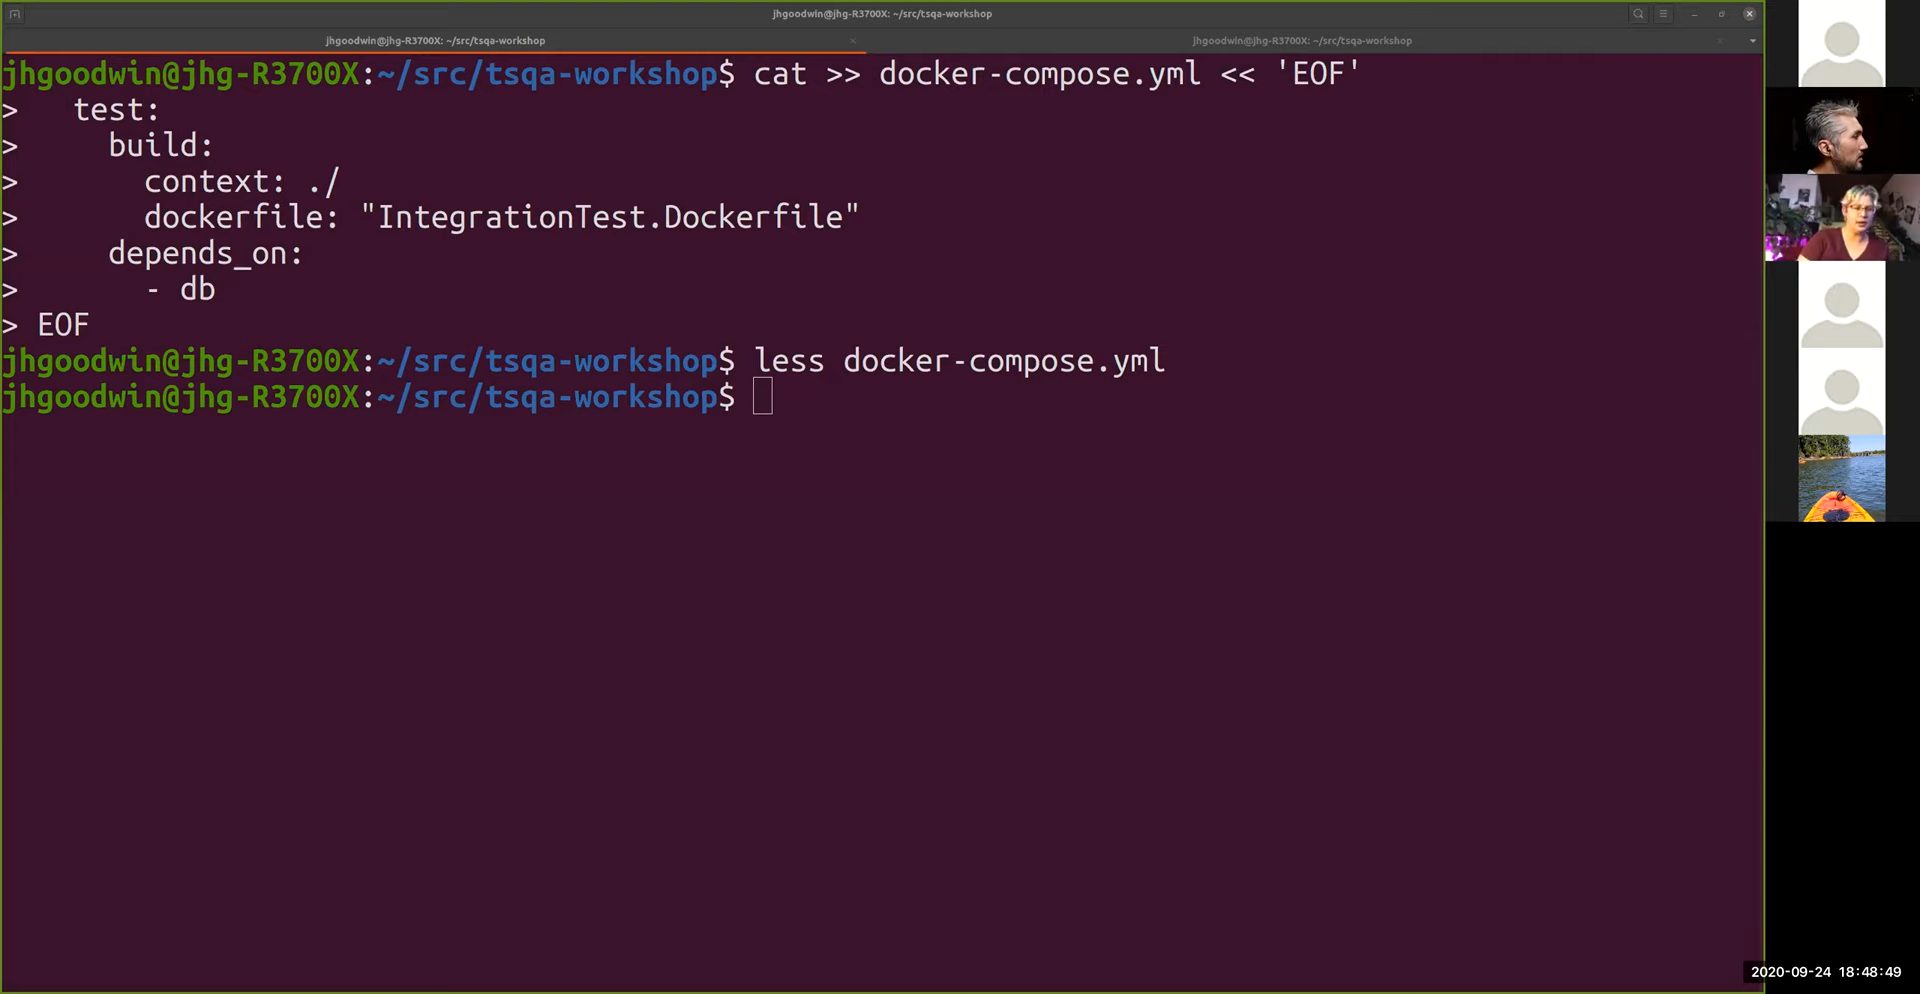 jhgoodwin@jhg-R3700X: ~/src/tsqa-workshop
jhgoodwin@jhg-R3700X: ~/src/tsqa-workshop
jhgoodwin@jhg-R3700X: ~/src/tsqa-workshop
jhgoodwin@jhg-R3700X:~/src/tsqa-workshop$ cat >> docker-compose.yml << 'EOF'
>   test:
>     build:
>       context: ./
>       dockerfile: "IntegrationTest.Dockerfile"
>     depends_on:
>       - db
> EOF
jhgoodwin@jhg-R3700X:~/src/tsqa-workshop$ less docker-compose.yml
jhgoodwin@jhg-R3700X:~/src/tsqa-workshop$
2020-09-24 18:48:49